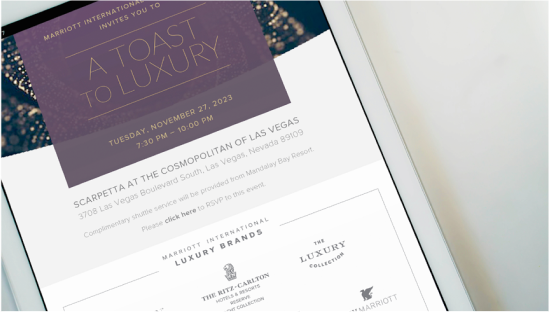 MARRIOTT INTERNATIONAL
INVITES YOU TO
A TOAST
TO LUXURY
TUESDAY, NOVEMBER 27, 2023
7:30 PM – 10:00 PM
SCARPETTA AT THE COSMOPOLITAN OF LAS VEGAS
3708 Las Vegas Boulevard South, Las Vegas, Nevada 89109
Complimentary shuttle service will be provided from Mandalay Bay Resort.
Please click here to RSVP to this event.
MARRIOTT INTERNATIONAL
LUXURY BRANDS
THE RITZ-CARLTON
HOTELS & RESORTS
RESERVE
COLLECTION
THE
LUXURY
COLLECTION
MARRIOTT